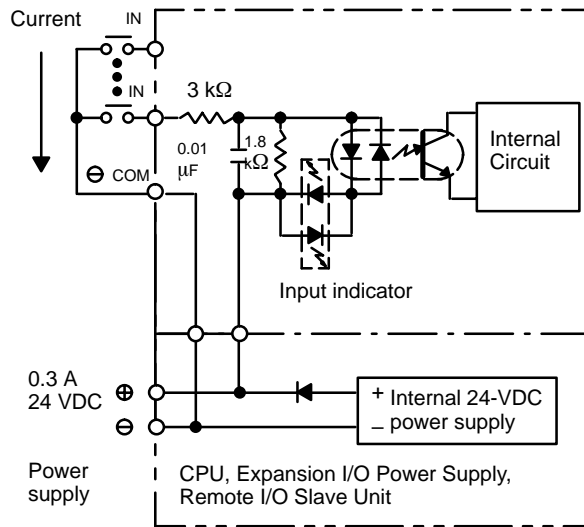 Current
IN
IN
3 kΩ
⊖ COM
0.01
µF
1.8
kΩ
Internal
Circuit
Input indicator
0.3 A
24 VDC
⊕
⊖
+ Internal 24-VDC
– power supply
Power
supply
CPU, Expansion I/O Power Supply,
Remote I/O Slave Unit